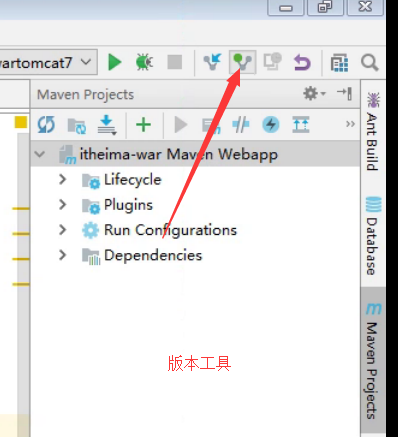 wartomcat7
Maven Projects
itheima-war Maven Webapp
Lifecycle
Plugins
Run Configurations
Dependencies
版本工具
Ant Build
Database
Maven Projects